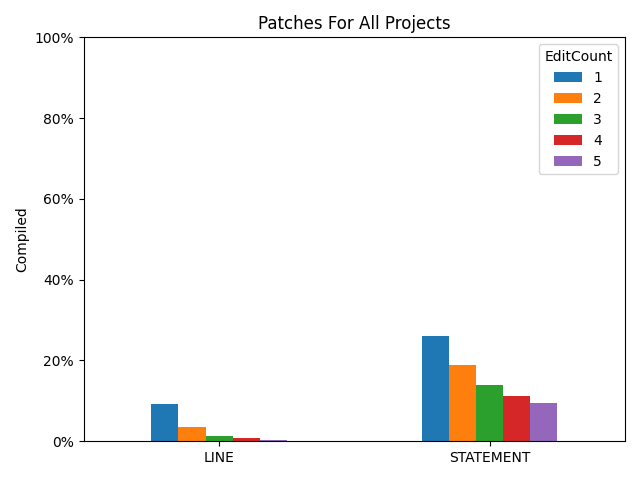 Patches For All Projects
100%
80%
60%
40%
20%
0%
Compiled
EditCount
1
2
3
4
5
LINE
STATEMENT